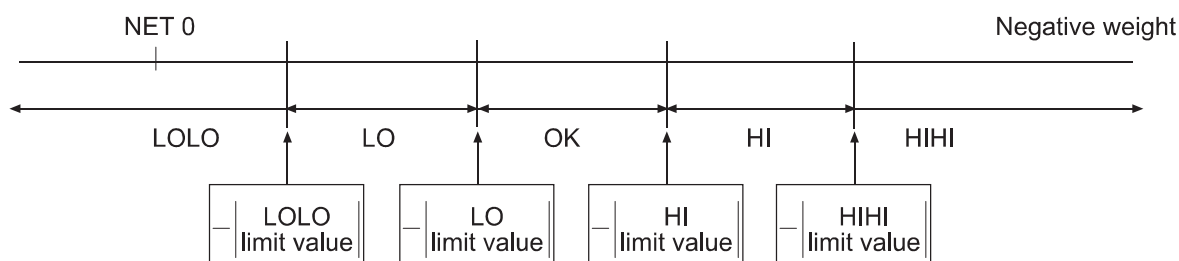 NET 0 Negative weight
LOLO LO OK HI HIHI
−|LOLO limit value|
−|LO limit value|
−|HI limit value|
−|HIHI limit value|